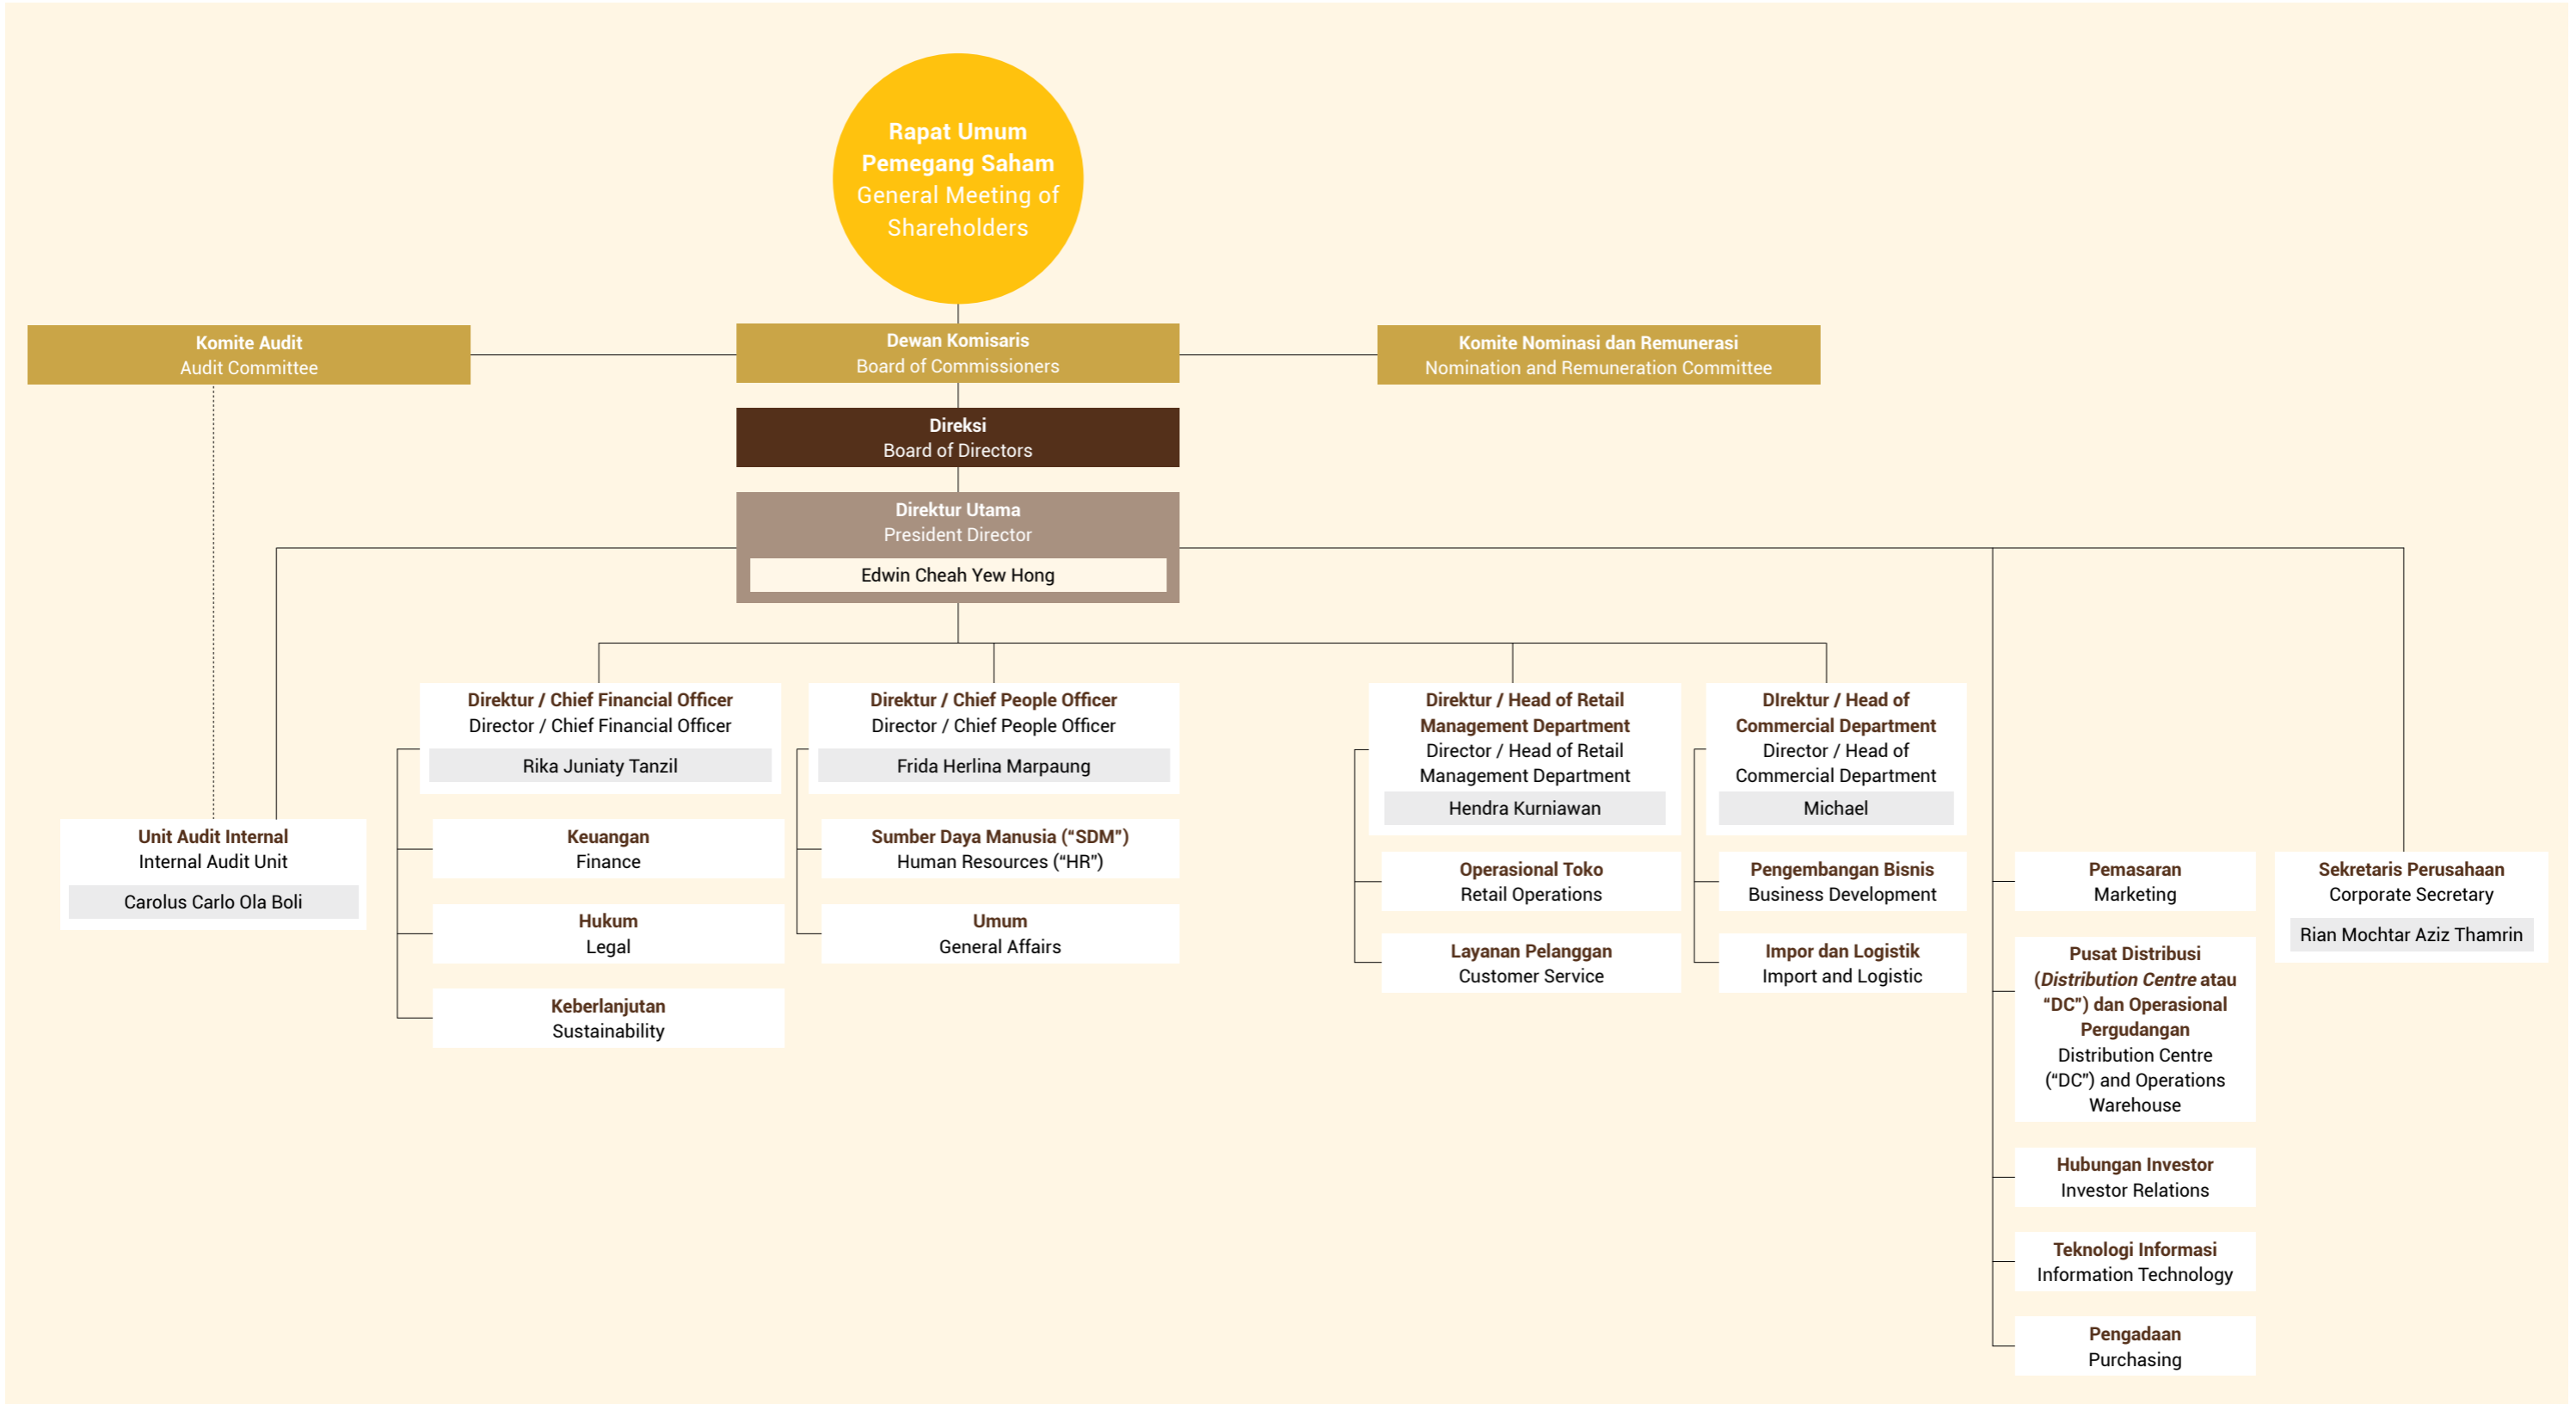 Rapat Umum
Pemegang Saham
General Meeting of
Shareholders
Komite Audit
Audit Committee
Dewan Komisaris
Board of Commissioners
Komite Nominasi dan Remunerasi
Nomination and Remuneration Committee
Direksi
Board of Directors
Direktur Utama
President Director
Edwin Cheah Yew Hong
Direktur / Chief Financial Officer
Director / Chief Financial Officer
Rika Juniaty Tanzil
Direktur / Chief People Officer
Director / Chief People Officer
Frida Herlina Marpaung
Direktur / Head of Retail
Management Department
Director / Head of Retail
Management Department
Hendra Kurniawan
DIrektur / Head of
Commercial Department
Director / Head of
Commercial Department
Michael
Unit Audit Internal
Internal Audit Unit
Carolus Carlo Ola Boli
Keuangan
Finance
Hukum
Legal
Keberlanjutan
Sustainability
Sumber Daya Manusia (“SDM”)
Human Resources (“HR”)
Umum
General Affairs
Operasional Toko
Retail Operations
Layanan Pelanggan
Customer Service
Pengembangan Bisnis
Business Development
Impor dan Logistik
Import and Logistic
Pemasaran
Marketing
Pusat Distribusi
(Distribution Centre atau
“DC”) dan Operasional
Pergudangan
Distribution Centre
(“DC”) and Operations
Warehouse
Hubungan Investor
Investor Relations
Teknologi Informasi
Information Technology
Pengadaan
Purchasing
Sekretaris Perusahaan
Corporate Secretary
Rian Mochtar Aziz Thamrin